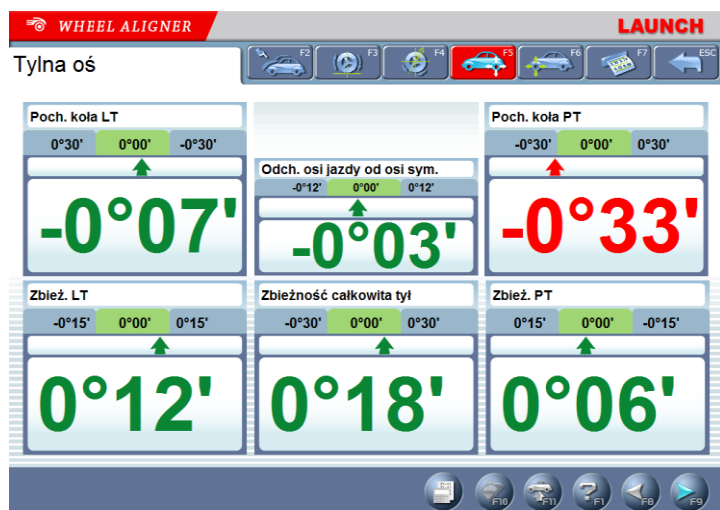 WHEEL ALIGNER
LAUNCH
Tylna oś
F2 F3 F4 F5 F6 F7 ESC
Poch. koła LT
0°30' 0°00' -0°30'
-0°07'
Odch. osi jazdy od osi sym.
-0°12' 0°00' 0°12'
-0°03'
Poch. koła PT
-0°30' 0°00' 0°30'
-0°33'
Zbież. LT
-0°15' 0°00' 0°15'
0°12'
Zbieżność całkowita tył
-0°30' 0°00' 0°30'
0°18'
Zbież. PT
0°15' 0°00' -0°15'
0°06'
F10 F11 F1 F8 F9